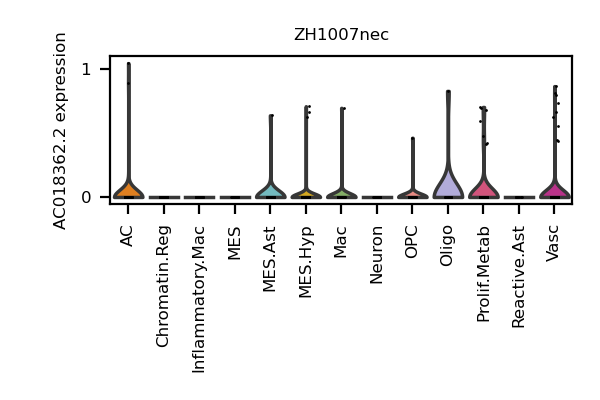 ZH1007nec
AC018362.2 expression
1
0
AC
Chromatin.Reg
Inflammatory.Mac
MES
MES.Ast
MES.Hyp
Mac
Neuron
OPC
Oligo
Prolif.Metab
Reactive.Ast
Vasc